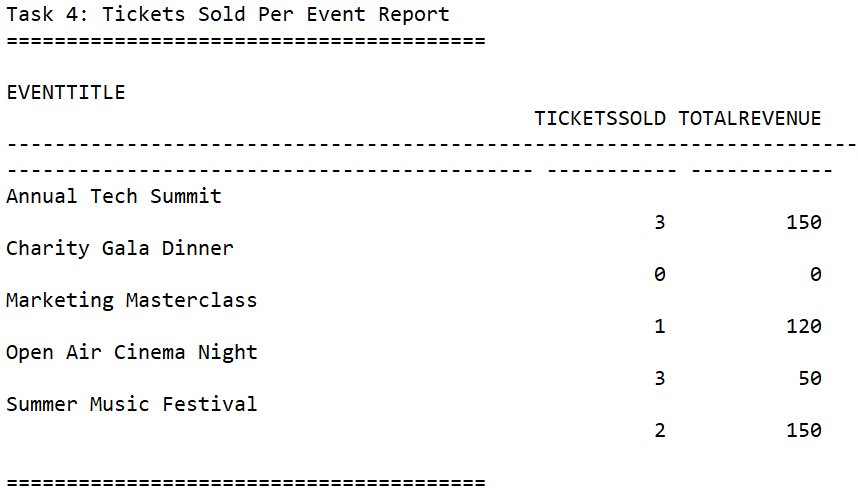 Task 4: Tickets Sold Per Event Report
========================================
EVENTTITLE
TICKETSSOLD TOTALREVENUE
-----------------------------------------------------------------------
-------------------------------------------- ----------- ------------
Annual Tech Summit
3 150
Charity Gala Dinner
0 0
Marketing Masterclass
1 120
Open Air Cinema Night
3 50
Summer Music Festival
2 150
========================================